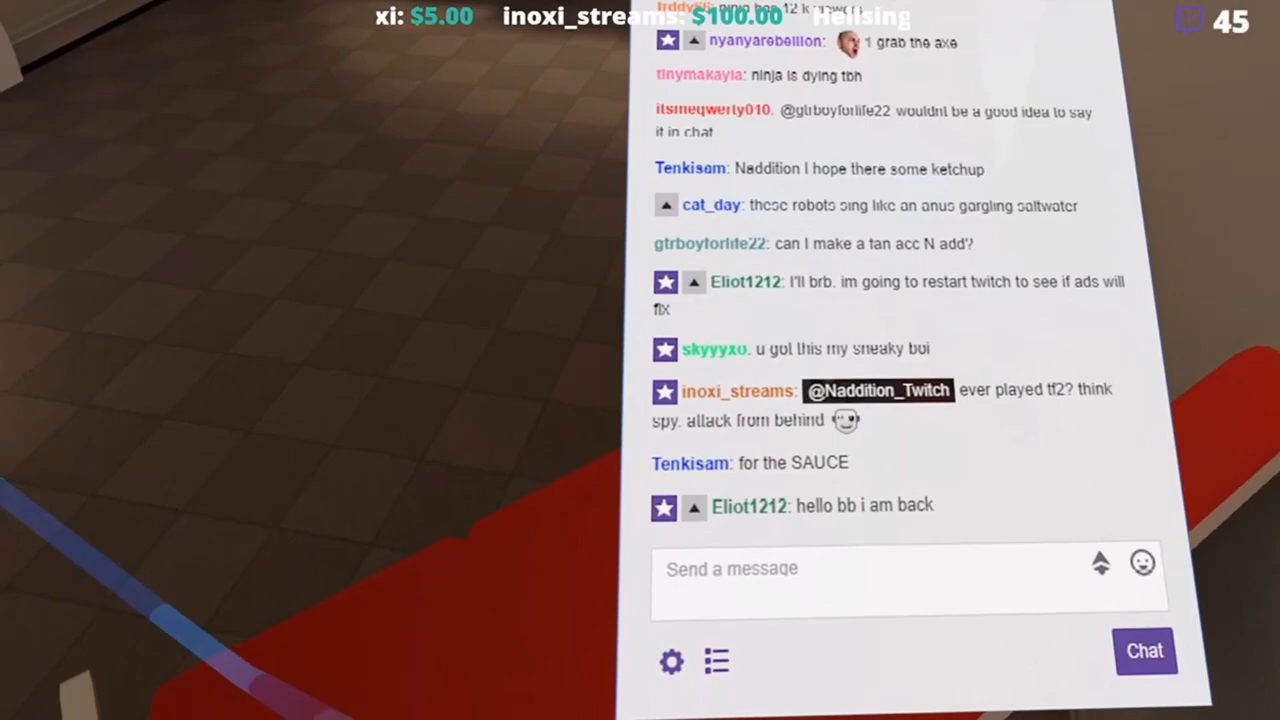 xi: $5.00 inoxi_streams: $100.00 Hellsing
45
nyanyarebellion: 1 grab the axe
tinymakayla: ninja is dying tbh
itsmeqwerty010: @gtrboyforlife22 wouldnt be a good idea to say
it in chat
Tenkisam: Naddition I hope there some ketchup
cat_day: these robots sing like an anus gargling saltwater
gtrboyforlife22: can I make a fan acc N add?
Eliot1212: I'll brb. im going to restart twitch to see if ads will
fix
skyyyxo: u got this my sneaky boi
inoxi_streams: @Naddition_Twitch ever played tf2? think
spy. attack from behind
Tenkisam: for the SAUCE
Eliot1212: hello bb i am back
Send a message
Chat